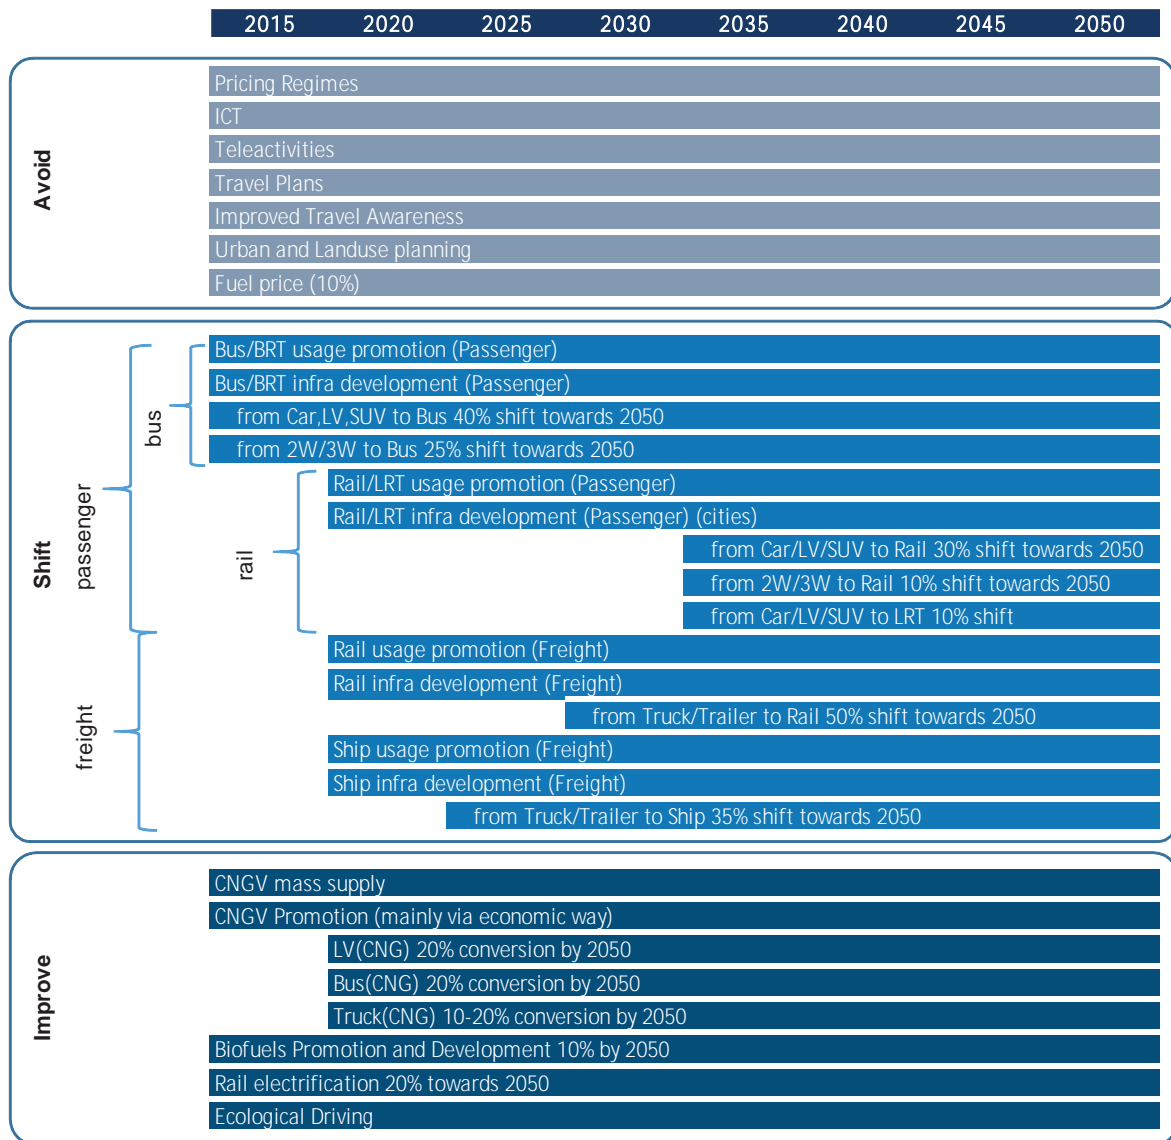 2015 2020 2025 2030 2035 2040 2045 2050
Avoid
Pricing Regimes
ICT
Teleactivities
Travel Plans
Improved Travel Awareness
Urban and Landuse planning
Fuel price (10%)
Shift
passenger
bus
Bus/BRT usage promotion (Passenger)
Bus/BRT infra development (Passenger)
from Car,LV,SUV to Bus 40% shift towards 2050
from 2W/3W to Bus 25% shift towards 2050
rail
Rail/LRT usage promotion (Passenger)
Rail/LRT infra development (Passenger) (cities)
from Car/LV/SUV to Rail 30% shift towards 2050
from 2W/3W to Rail 10% shift towards 2050
from Car/LV/SUV to LRT 10% shift
freight
Rail usage promotion (Freight)
Rail infra development (Freight)
from Truck/Trailer to Rail 50% shift towards 2050
Ship usage promotion (Freight)
Ship infra development (Freight)
from Truck/Trailer to Ship 35% shift towards 2050
Improve
CNGV mass supply
CNGV Promotion (mainly via economic way)
LV(CNG) 20% conversion by 2050
Bus(CNG) 20% conversion by 2050
Truck(CNG) 10-20% conversion by 2050
Biofuels Promotion and Development 10% by 2050
Rail electrification 20% towards 2050
Ecological Driving